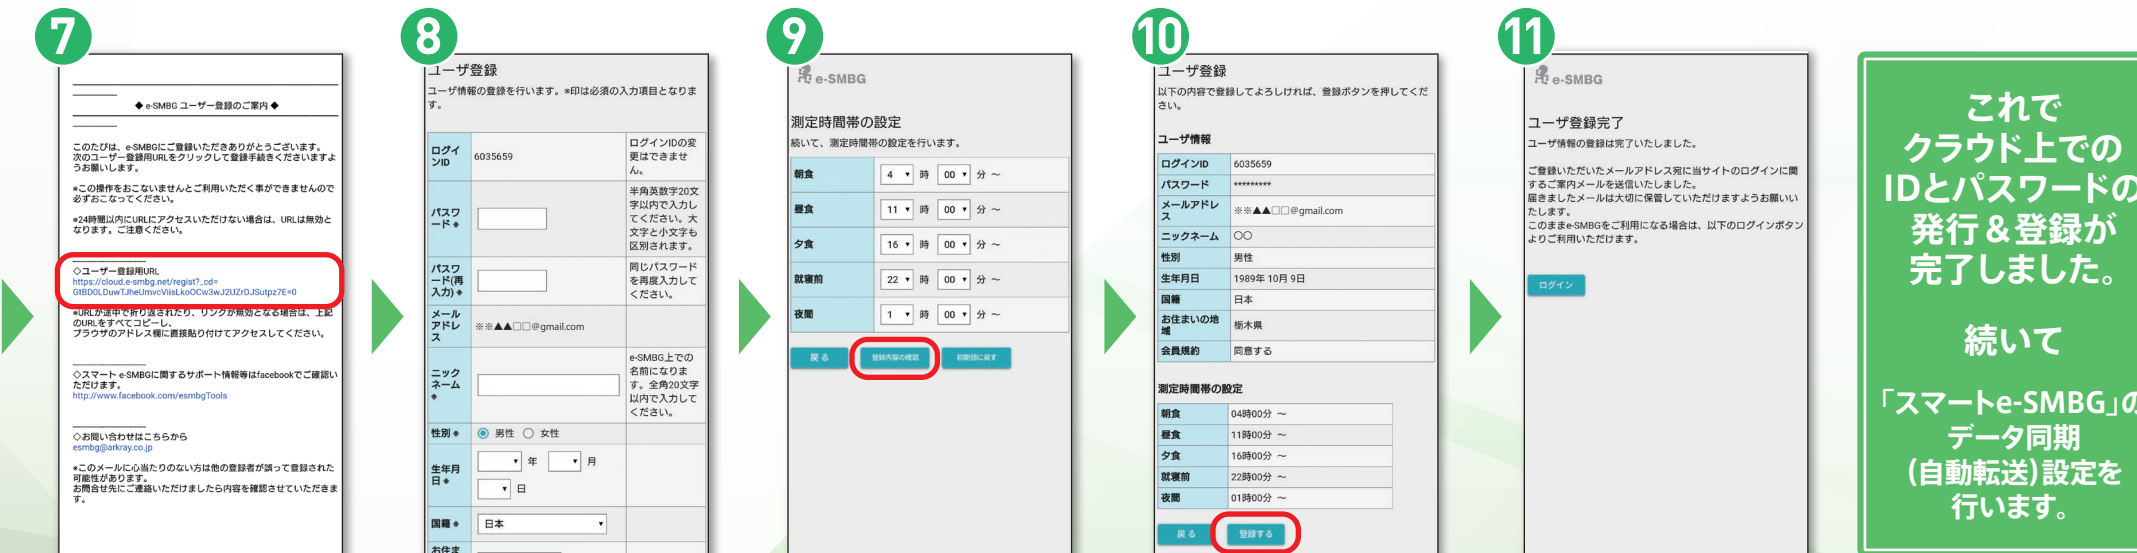 7
◆ e-SMBG ユーザー登録のご案内 ◆
このたびは、e-SMBGにご登録いただきありがとうございます。
次のユーザー登録用URLをクリックして登録手続きくださいますよ
うお願いします。
※この操作をおこないませんとご利用いただく事ができませんので
必ずおこなってください。
※24時間以内にURLにアクセスいただけない場合は、URLは無効と
なります。ご注意ください。
◇ユーザー登録用URL
https://cloud.e-smbg.net/regist?_cd=
GtBD0LDuwTJheUmvcViisLkoOCw3wJ2UZrDJSutpz7E=0
※URLが途中で折り返されたり、リンクが無効となる場合は、上記
のURLをすべてコピーし、
ブラウザのアドレス欄に直接貼り付けてアクセスしてください。
◇スマート e-SMBGに関するサポート情報等はfacebookでご確認い
ただけます。
http://www.facebook.com/esmbgTools
◇お問い合わせはこちらから
esmbg@arkray.co.jp
※このメールに心当たりのない方は他の登録者が誤って登録された
可能性があります。
お問合せ先にご連絡いただけましたら内容を確認させていただきま
す。
8
ユーザ登録
ユーザ情報の登録を行います。※印は必須の入力項目となりま
す。
ログイ
ンID
6035659
ログインIDの変
更はできませ
ん。
パスワ
ード※
半角英数字20文
字以内で入力し
てください。大
文字と小文字も
区別されます。
パスワ
ード(再
入力)※
同じパスワード
を再度入力して
ください。
メール
アドレ
ス
※※▲▲□□@gmail.com
ニック
ネーム
※
e-SMBG上での
名前になりま
す。全角20文字
以内で入力して
ください。
性別※ 男性 女性
生年月
日※
年 月
日
国籍※ 日本
お住ま
9
e-SMBG
測定時間帯の設定
続いて、測定時間帯の設定を行います。
朝食 4 時 00 分 ～
昼食 11 時 00 分 ～
夕食 16 時 00 分 ～
就寝前 22 時 00 分 ～
夜間 1 時 00 分 ～
戻る 登録内容の確認 初期値に戻す
10
ユーザ登録
以下の内容で登録してよろしければ、登録ボタンを押してくだ
さい。
ユーザ情報
ログインID 6035659
パスワード *********
メールアドレ
ス
※※▲▲□□@gmail.com
ニックネーム 〇〇
性別 男性
生年月日 1989年 10月 9日
国籍 日本
お住まいの地
域
栃木県
会員規約 同意する
測定時間帯の設定
朝食 04時00分 ～
昼食 11時00分 ～
夕食 16時00分 ～
就寝前 22時00分 ～
夜間 01時00分 ～
戻る 登録する
11
e-SMBG
ユーザ登録完了
ユーザ情報の登録は完了いたしました。
ご登録いただいたメールアドレス宛に当サイトのログインに関
するご案内メールを送信いたしました。
届きましたメールは大切に保管していただけますようお願いい
たします。
このままe-SMBGをご利用になる場合は、以下のログインボタン
よりご利用いただけます。
ログイン
これで
クラウド上での
IDとパスワードの
発行＆登録が
完了しました。
続いて
「スマートe-SMBG」の
データ同期
(自動転送)設定を
行います。